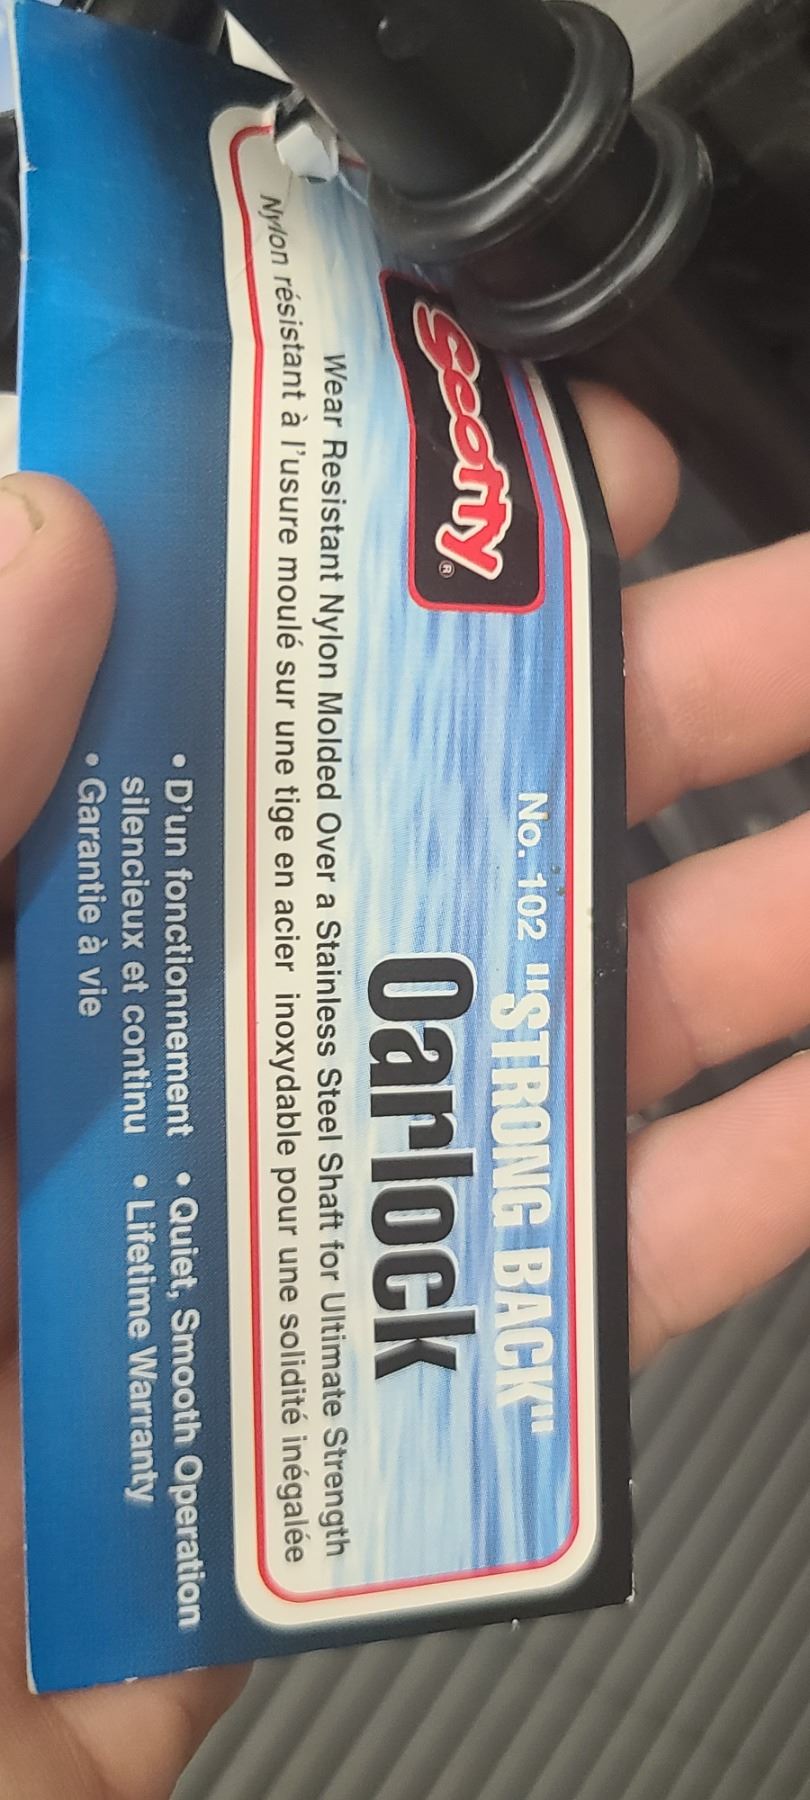 Scotty®
No. 102 "STRONG BACK"
Oarlock
Wear Resistant Nylon Molded Over a Stainless Steel Shaft for Ultimate Strength
Nylon résistant à l'usure moulé sur une tige en acier inoxydable pour une solidité inégalée
• D'un fonctionnement
silencieux et continu
• Garantie à vie
• Quiet, Smooth Operation
• Lifetime Warranty